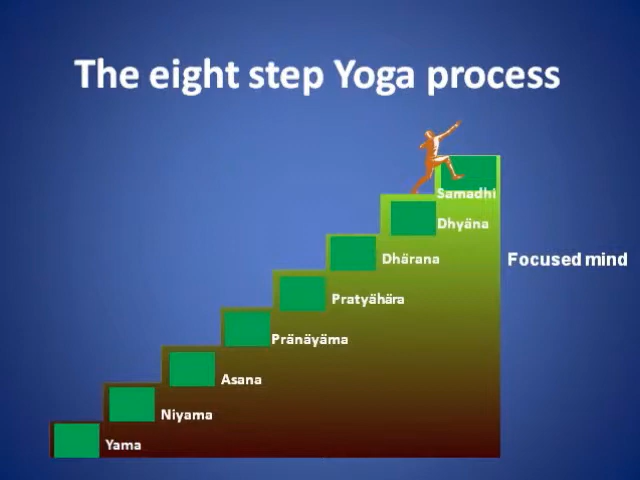 The eight step Yoga process
Samadhi
Dhyäna
Dhärana
Focused mind
Pratyähära
Pränäyäma
Asana
Niyama
Yama